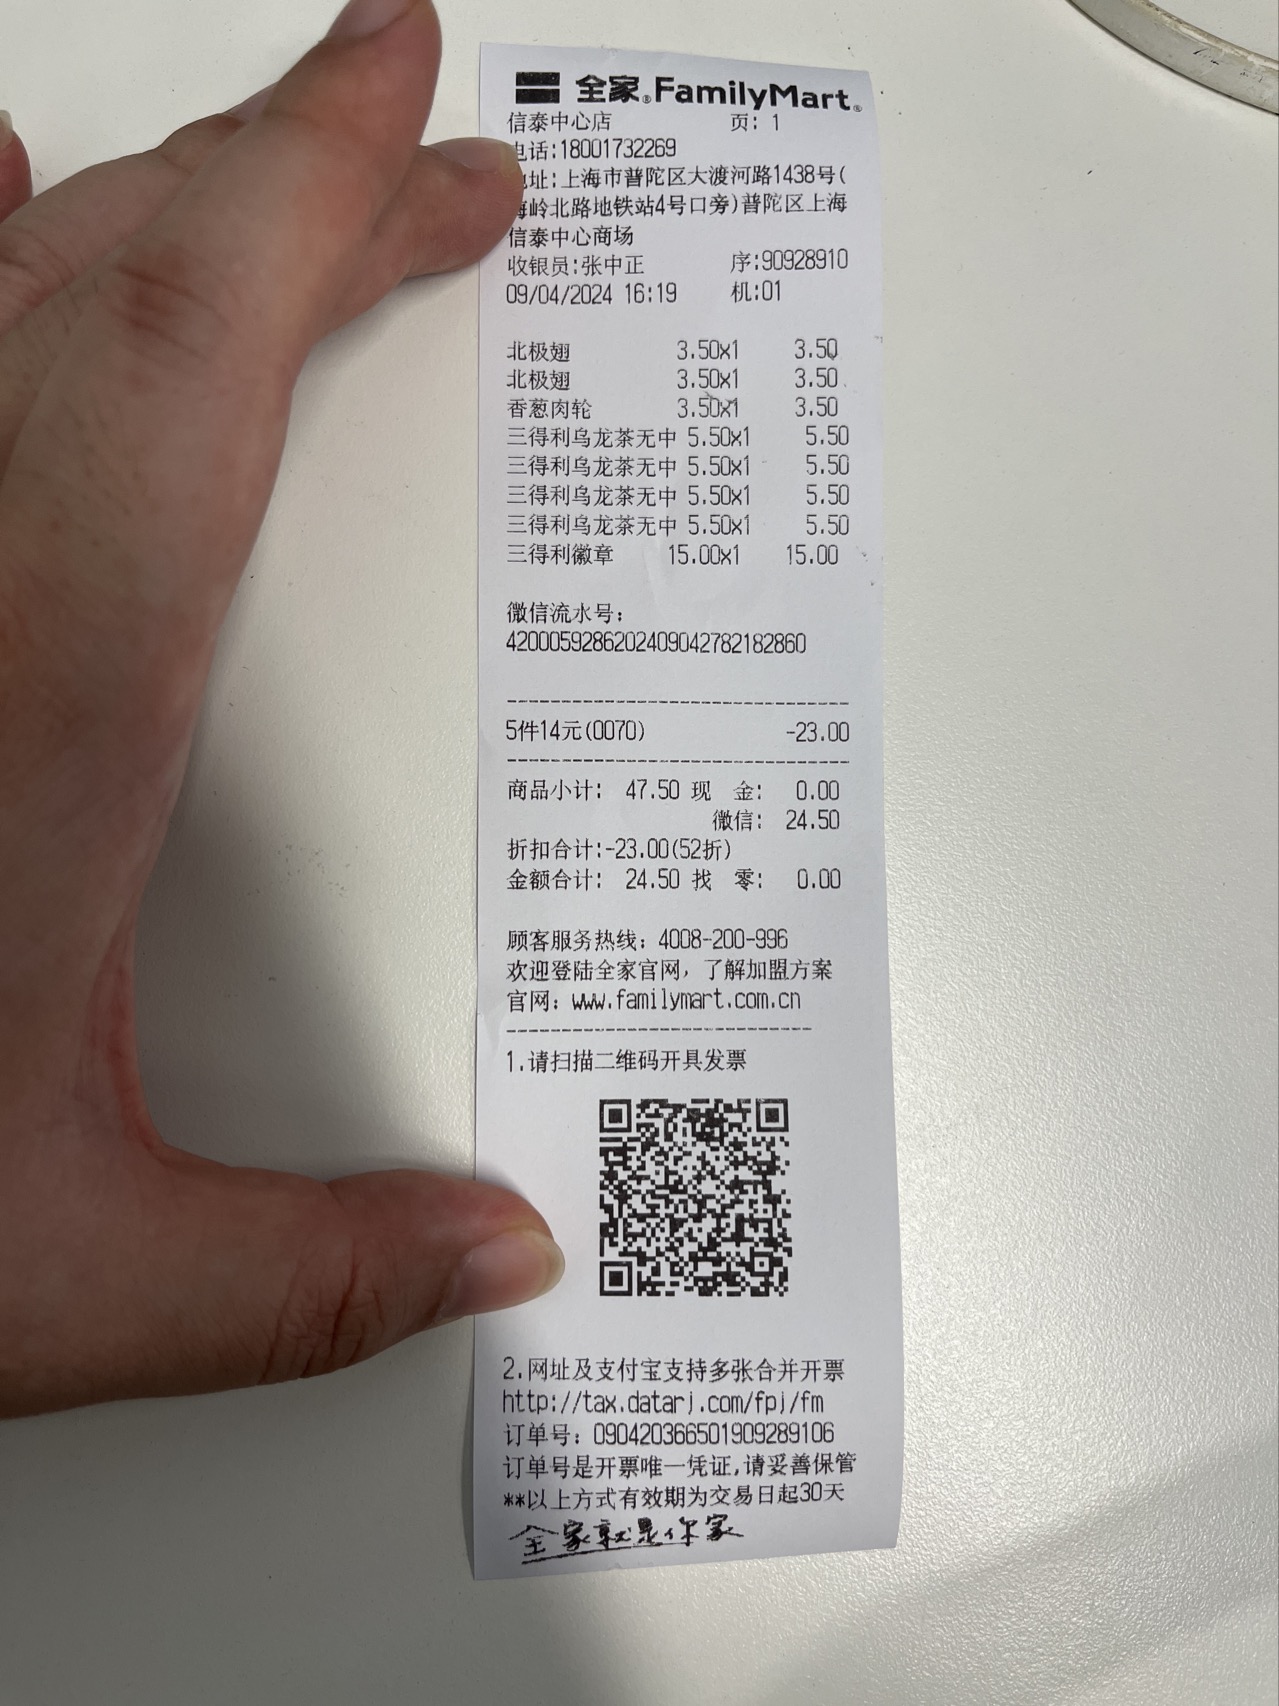 全家®FamilyMart®
信泰中心店 页: 1
电话:18001732269
址:上海市普陀区大渡河路1438号(
岭北路地铁站4号口旁)普陀区上海
信泰中心商场
收银员:张中正 序:90928910
09/04/2024 16:19 机:01
北极翅 3.50x1 3.50
北极翅 3.50x1 3.50
香葱肉轮 3.50x1 3.50
三得利乌龙茶无中 5.50x1 5.50
三得利乌龙茶无中 5.50x1 5.50
三得利乌龙茶无中 5.50x1 5.50
三得利乌龙茶无中 5.50x1 5.50
三得利徽章 15.00x1 15.00
微信流水号:
4200059286202409042782182860
5件14元(0070) -23.00
商品小计: 47.50 现 金: 0.00
微信: 24.50
折扣合计:-23.00(52折)
金额合计: 24.50 找 零: 0.00
顾客服务热线: 4008-200-996
欢迎登陆全家官网, 了解加盟方案
官网: www.familymart.com.cn
1.请扫描二维码开具发票
2.网址及支付宝支持多张合并开票
http://tax.datarj.com/fpj/fm
订单号: 090420366501909289106
订单号是开票唯一凭证,请妥善保管
**以上方式有效期为交易日起30天
全家就是你家